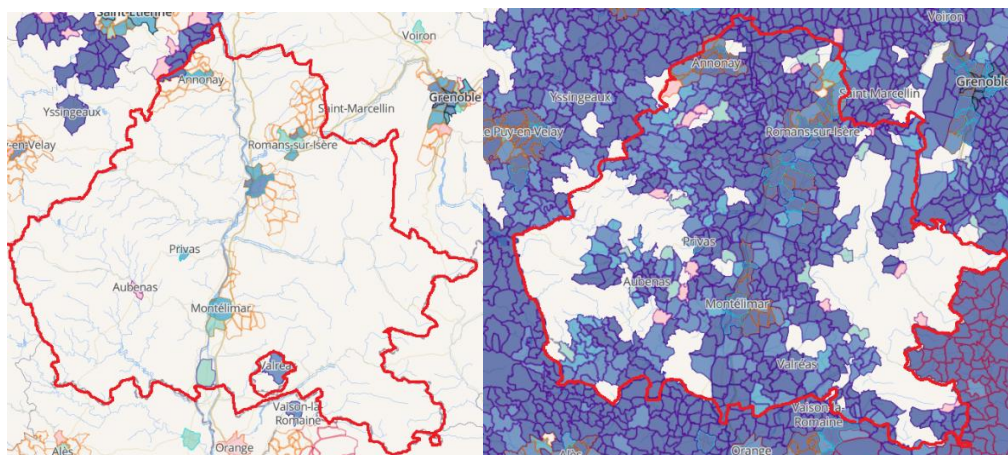 Saint-Etienne
Voiron
Annonay
Grenoble
Yssingeaux
Saint-Marcellin
Romans-sur-Isère
y-en-Velay
Privas
Aubenas
Montélimar
Valréa
Vaison-la-
Romaine
Orange
Alès
Voiron
Annonay
Grenoble
Yssingeaux
Saint Marcellin
e Puy-en-Velay
Romans-sur-Isère
Privas
Aubenas
Montélimar
Valréas
Vaison-la-
Romaine
Orange
Alès